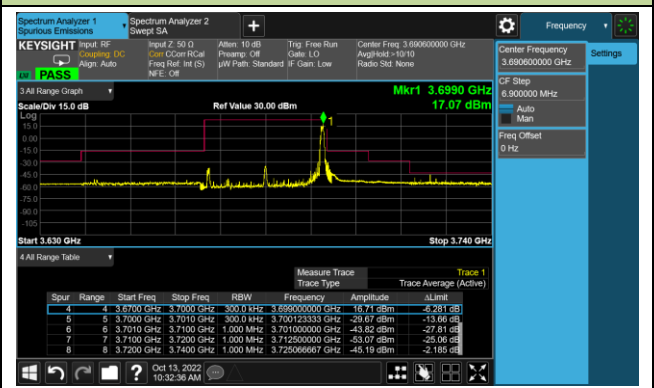 Spectrum Analyzer 1
Spurious Emissions
Spectrum Analyzer 2
Swept SA
Frequency
KEYSIGHT
Input: RF
Coupling: DC
Align: Auto
Input Z: 50 Ω
Corr CCorr RCal
Freq Ref: Int (S)
NFE: Off
Atten: 10 dB
Preamp: Off
µW Path: Standard
Trig: Free Run
Gate: LO
IF Gain: Low
Center Freq: 3.690600000 GHz
Avg|Hold:>10/10
Radio Std: None
PASS
Center Frequency
3.690600000 GHz
Settings
CF Step
6.900000 MHz
Auto
Man
Freq Offset
0 Hz
3 All Range Graph
Mkr1 3.6990 GHz
Scale/Div 15.0 dB
Ref Value 30.00 dBm
17.07 dBm
Log
15.0
0.00
-15.0
-30.0
-45.0
-60.0
-75.0
-90.0
-105
1
Start 3.630 GHz
Stop 3.740 GHz
4 All Range Table
Measure Trace Trace 1
Trace Type Trace Average (Active)
Spur Range Start Freq Stop Freq RBW Frequency Amplitude ΔLimit
4 4 3.6700 GHz 3.7000 GHz 300.0 kHz 3.699000000 GHz 16.71 dBm -6.281 dB
5 5 3.7000 GHz 3.7010 GHz 300.0 kHz 3.700123333 GHz -29.67 dBm -13.66 dB
6 6 3.7010 GHz 3.7100 GHz 1.000 MHz 3.701000000 GHz -43.82 dBm -27.81 dB
7 7 3.7100 GHz 3.7200 GHz 1.000 MHz 3.712500000 GHz -53.07 dBm -25.06 dB
8 8 3.7200 GHz 3.7400 GHz 1.000 MHz 3.725066667 GHz -45.19 dBm -2.185 dB
Oct 13, 2022
10:32:36 AM